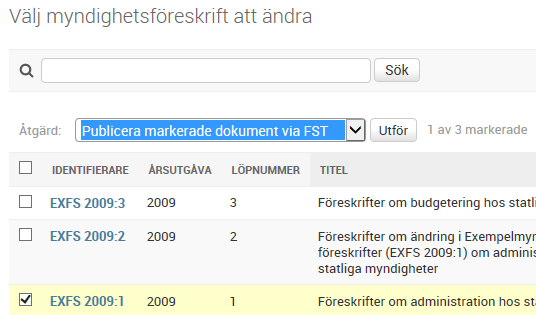 Välj myndighetsföreskrift att ändra
Sök
Åtgärd: Publicera markerade dokument via FST Utför 1 av 3 markerade
IDENTIFIERARE ÅRSUTGÅVA LÖPNUMMER TITEL
EXFS 2009:3 2009 3 Föreskrifter om budgetering hos statli
EXFS 2009:2 2009 2 Föreskrifter om ändring i Exempelmyn
föreskrifter (EXFS 2009:1) om adminis
statliga myndigheter
EXFS 2009:1 2009 1 Föreskrifter om administration hos sta